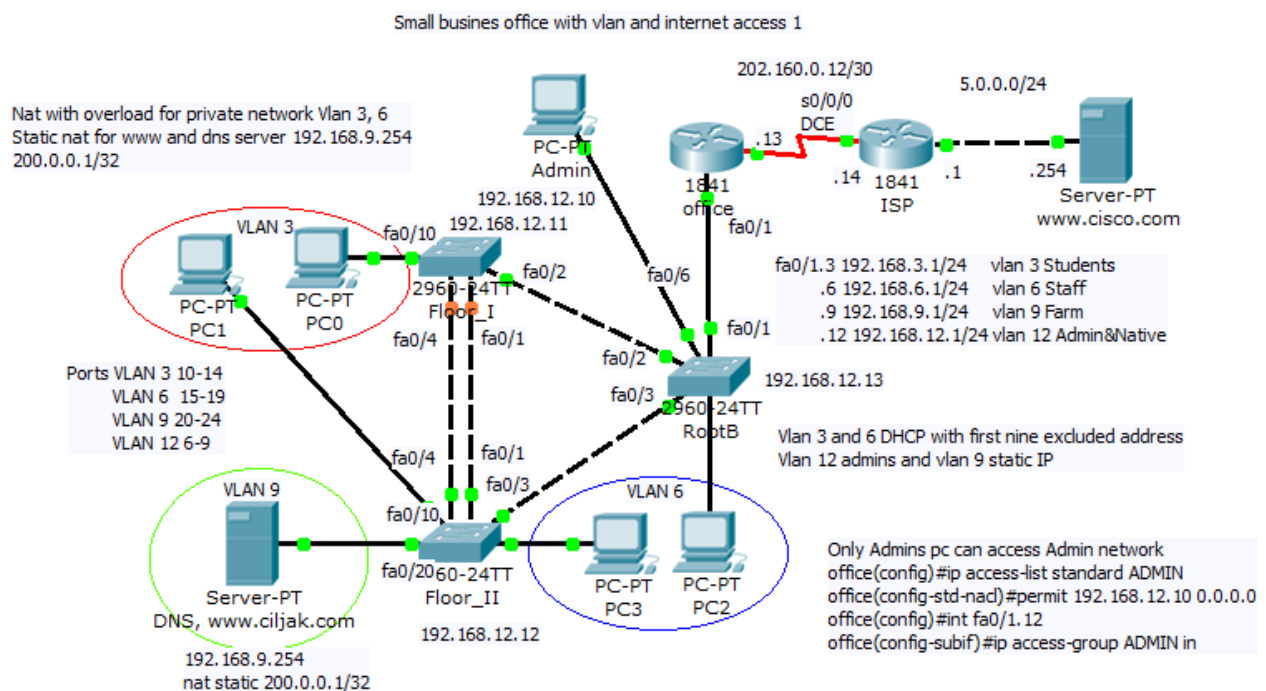 Small busines office with vlan and internet access 1
202.160.0.12/30
5.0.0.0/24
s0/0/0
DCE
Nat with overload for private network Vlan 3, 6
Static nat for www and dns server 192.168.9.254
200.0.0.1/32
PC-PT
Admin
.13
.14
1841
office
1841
ISP
.1
.254
Server-PT
www.cisco.com
192.168.12.10
192.168.12.11
VLAN 3
fa0/10
PC-PT
PC1
PC-PT
PC0
2960-24TT
Floor_I
fa0/2
fa0/6
fa0/1
fa0/1.3 192.168.3.1/24 vlan 3 Students
.6 192.168.6.1/24 vlan 6 Staff
.9 192.168.9.1/24 vlan 9 Farm
.12 192.168.12.1/24 vlan 12 Admin&Native
fa0/4
fa0/1
fa0/2
fa0/1
Ports VLAN 3 10-14
VLAN 6 15-19
VLAN 9 20-24
VLAN 12 6-9
fa0/3
2960-24TT
RootB
192.168.12.13
Vlan 3 and 6 DHCP with first nine excluded address
Vlan 12 admins and vlan 9 static IP
fa0/4
fa0/1
fa0/3
VLAN 9
fa0/10
VLAN 6
fa0/20
60-24TT
Floor_II
Server-PT
DNS, www.ciljak.com
PC-PT
PC3
PC-PT
PC2
192.168.12.12
192.168.9.254
nat static 200.0.0.1/32
Only Admins pc can access Admin network
office(config)#ip access-list standard ADMIN
office(config-std-nacl)#permit 192.168.12.10 0.0.0.0
office(config)#int fa0/1.12
office(config-subif)#ip access-group ADMIN in